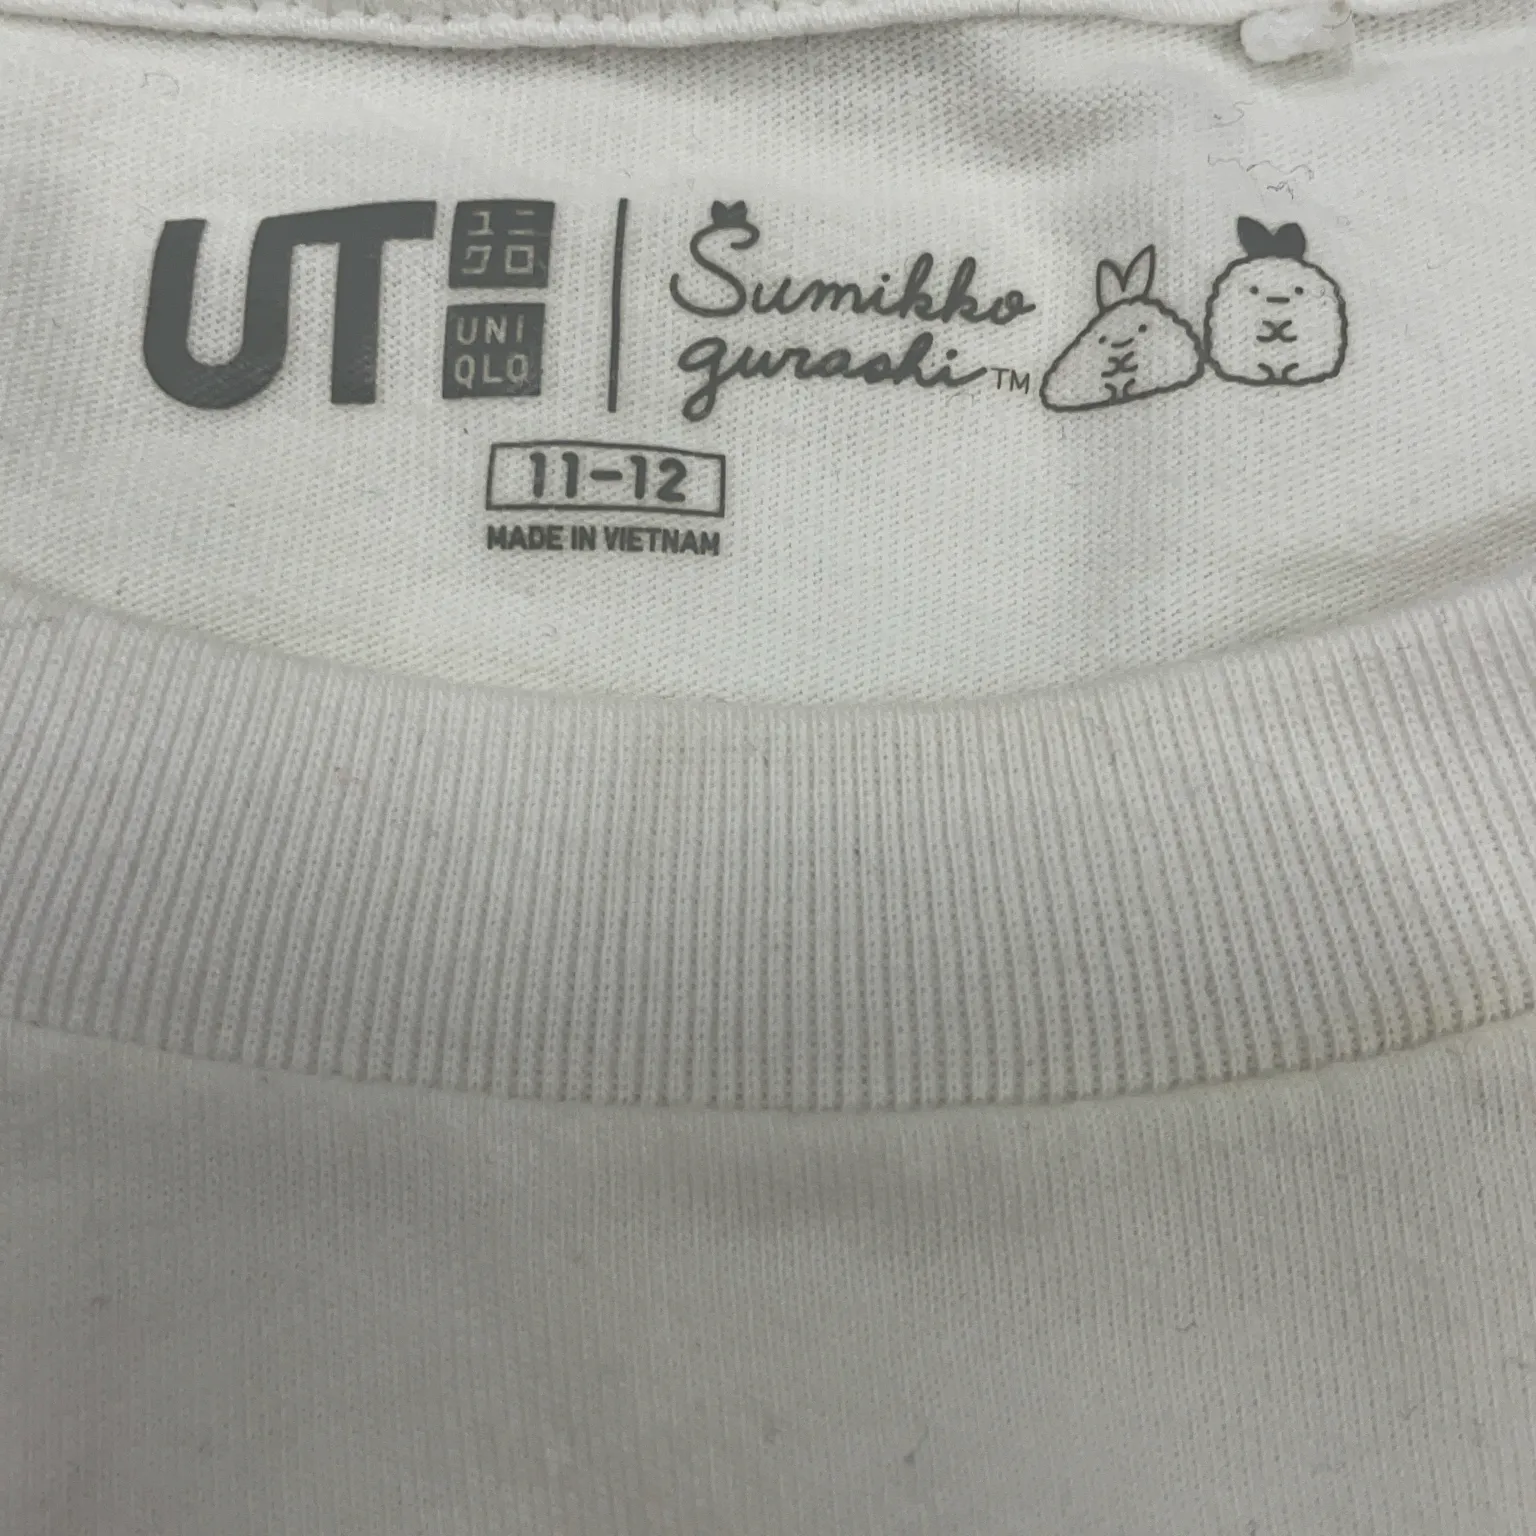 UT
ユニ
クロ
UNI
QLO
Sumikko
gurashi™
11-12
MADE IN VIETNAM